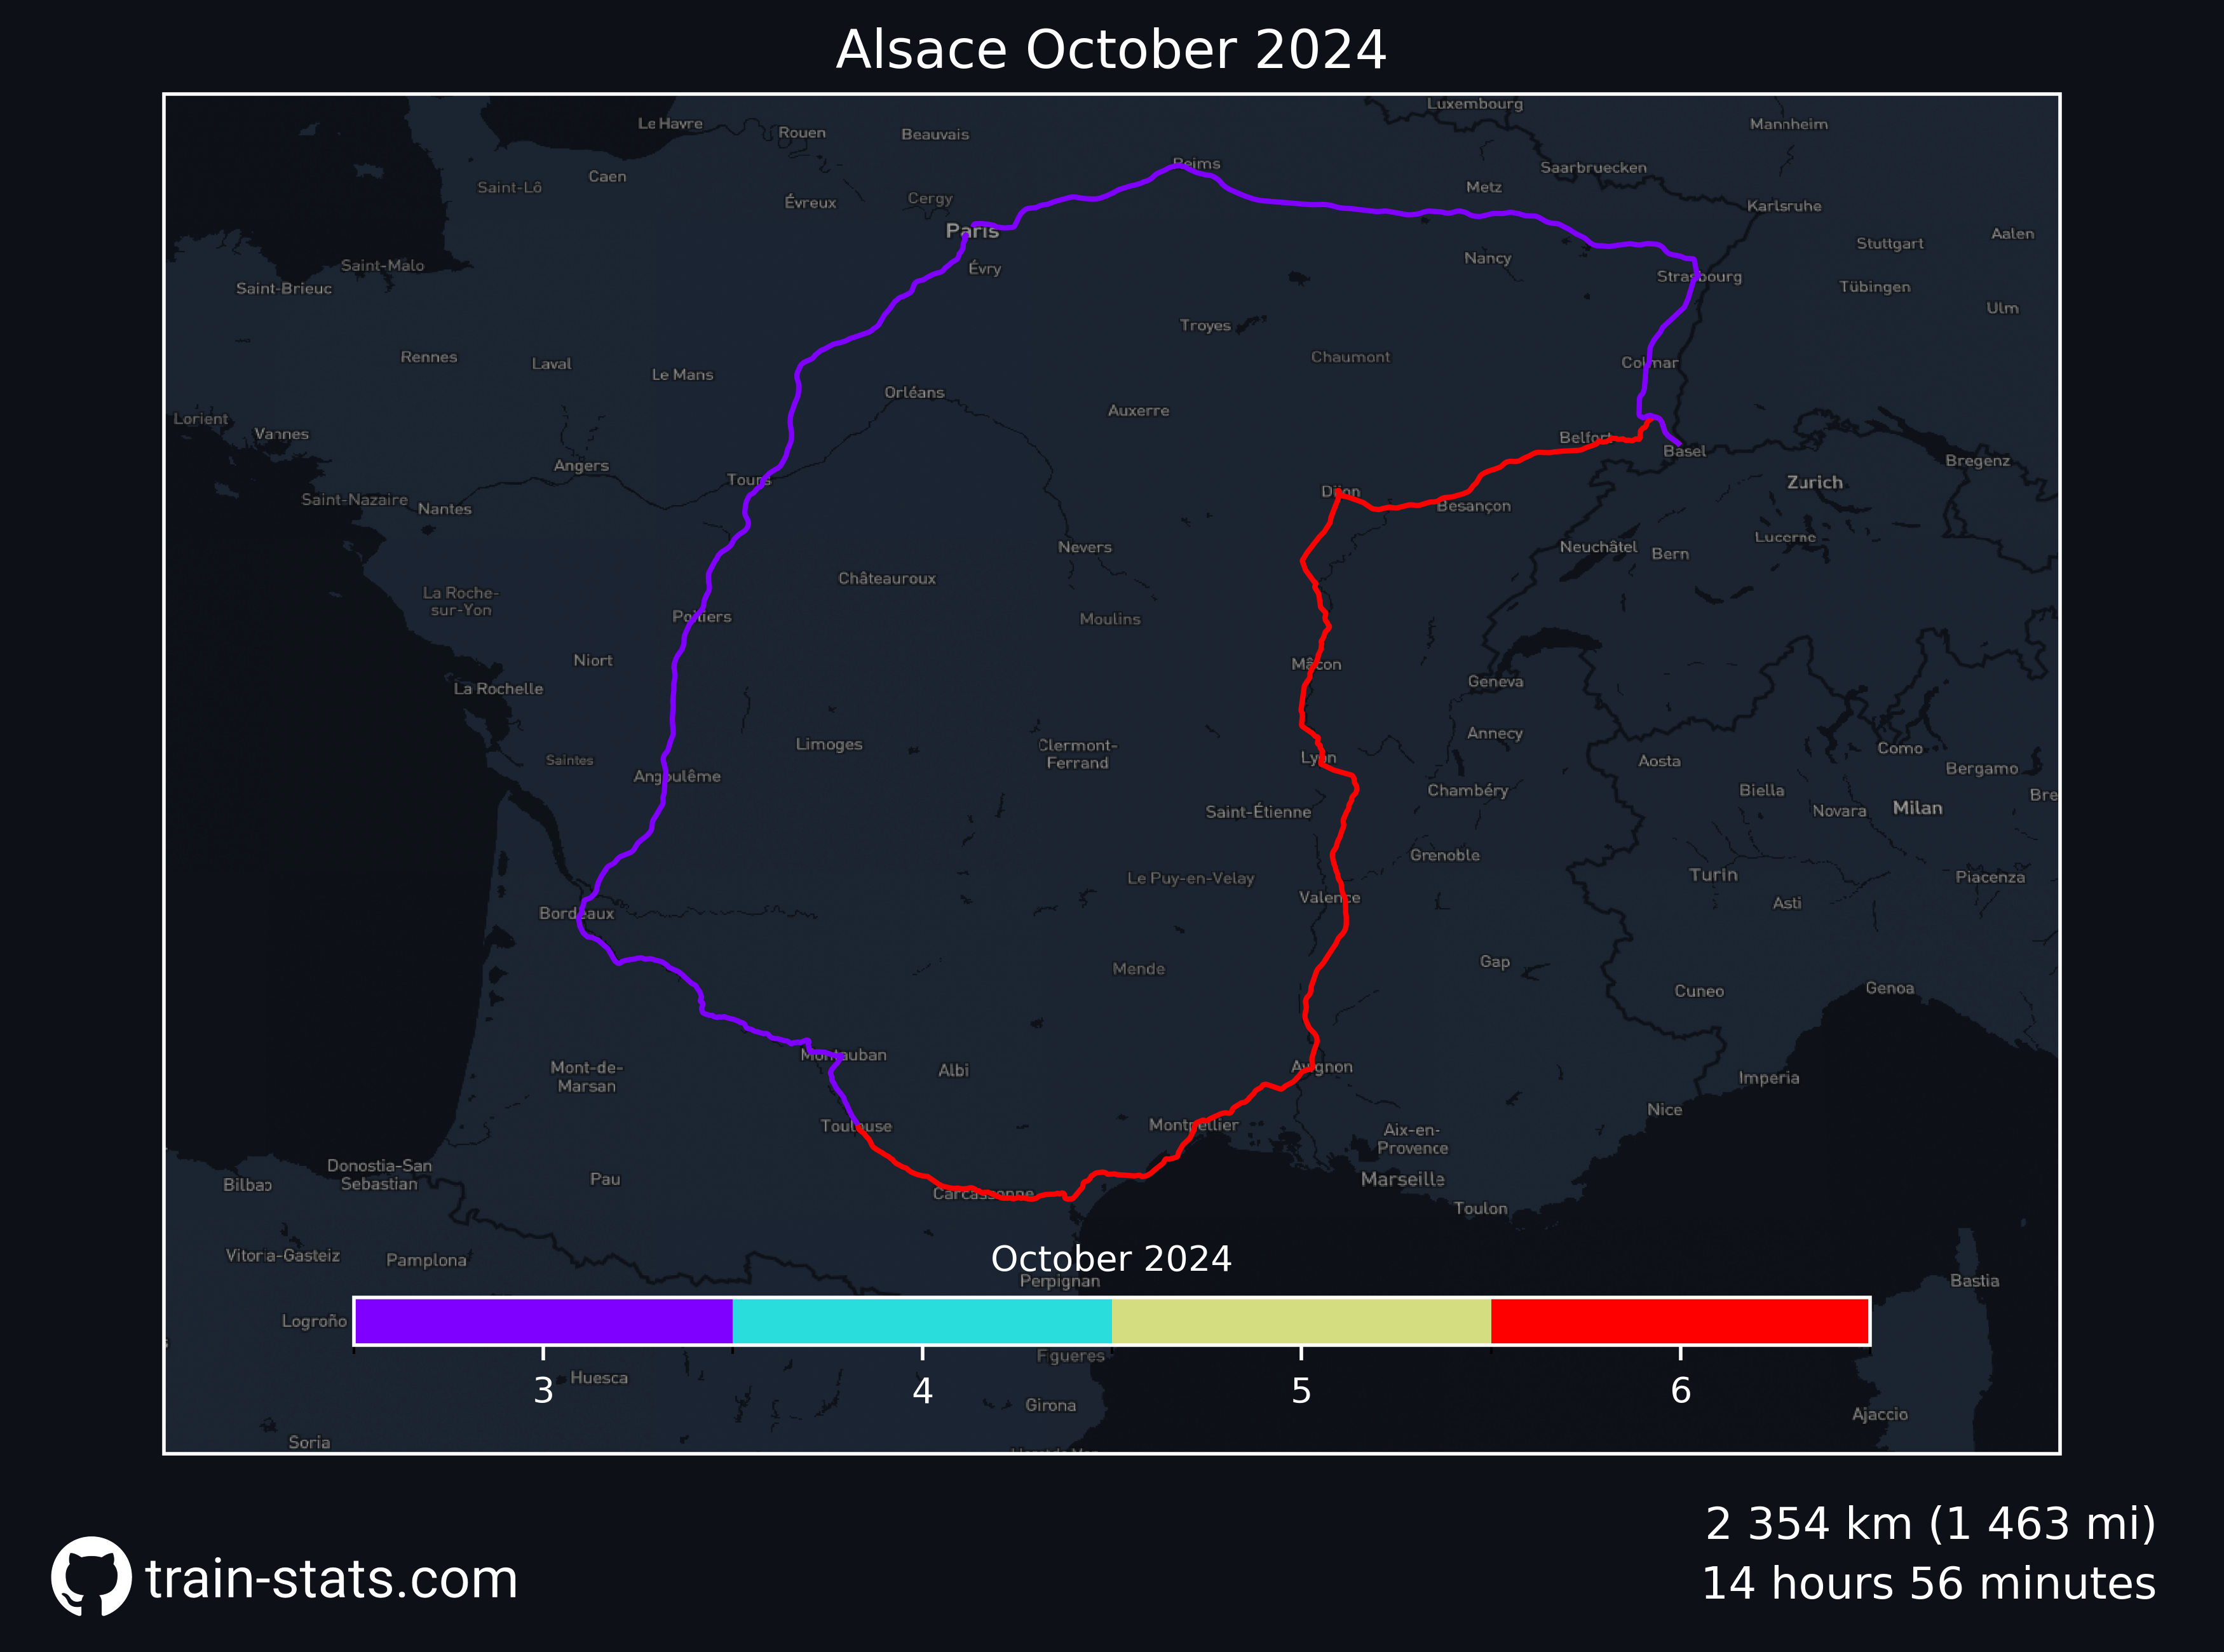 Alsace October 2024
Luxembourg
Le Havre
Rouen
Beauvais
Mannheim
Reims
Saarbruecken
Caen
Saint-Lô
Metz
Évreux
Cergy
Karlsruhe
Paris
Aalen
Stuttgart
Nancy
Saint-Malo
Évry
Strasbourg
Saint-Brieuc
Tübingen
Ulm
Troyes
Rennes
Laval
Chaumont
Colmar
Le Mans
Orléans
Auxerre
Lorient
Vannes
Belfort
Basel
Bregenz
Angers
Tours
Zurich
Dijon
Saint-Nazaire
Nantes
Besançon
Lucerne
Nevers
Neuchâtel
Bern
Châteauroux
La Roche-
sur-Yon
Poitiers
Moulins
Niort
Mâcon
Geneva
La Rochelle
Annecy
Limoges
Clermont-
Ferrand
Como
Saintes
Lyon
Aosta
Bergamo
Angoulême
Chambéry
Biella
Bre
Saint-Étienne
Novara
Milan
Grenoble
Le Puy-en-Velay
Turin
Piacenza
Valence
Asti
Bordeaux
Gap
Mende
Genoa
Cuneo
Montauban
Mont-de-
Marsan
Albi
Avignon
Imperia
Nice
Toulouse
Montpellier
Aix-en-
Provence
Donostia-San
Sebastian
Bilbao
Pau
Carcassonne
Marseille
Toulon
Vitoria-Gasteiz
Pamplona
October 2024
Perpignan
Bastia
Logroño
Figueres
3
4
5
6
Huesca
Girona
Ajaccio
Soria
2 354 km (1 463 mi)
train-stats.com
14 hours 56 minutes